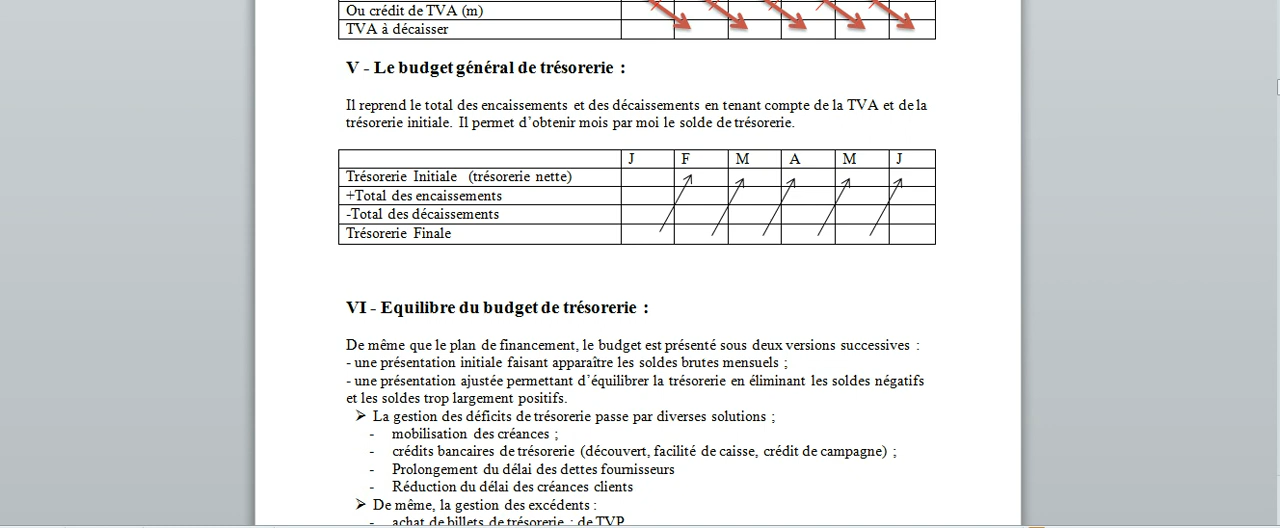 Ou crédit de TVA (m)
TVA à décaisser
V - Le budget général de trésorerie :
Il reprend le total des encaissements et des décaissements en tenant compte de la TVA et de la
trésorerie initiale. Il permet d'obtenir mois par moi le solde de trésorerie.
J F M A M J
Trésorerie Initiale (trésorerie nette)
+Total des encaissements
-Total des décaissements
Trésorerie Finale
VI - Equilibre du budget de trésorerie :
De même que le plan de financement, le budget est présenté sous deux versions successives :
- une présentation initiale faisant apparaître les soldes brutes mensuels ;
- une présentation ajustée permettant d'équilibrer la trésorerie en éliminant les soldes négatifs
et les soldes trop largement positifs.
➢ La gestion des déficits de trésorerie passe par diverses solutions ;
- mobilisation des créances ;
- crédits bancaires de trésorerie (découvert, facilité de caisse, crédit de campagne) ;
- Prolongement du délai des dettes fournisseurs
- Réduction du délai des créances clients
➢ De même, la gestion des excédents :
- achat de billets de trésorerie ; de TVP